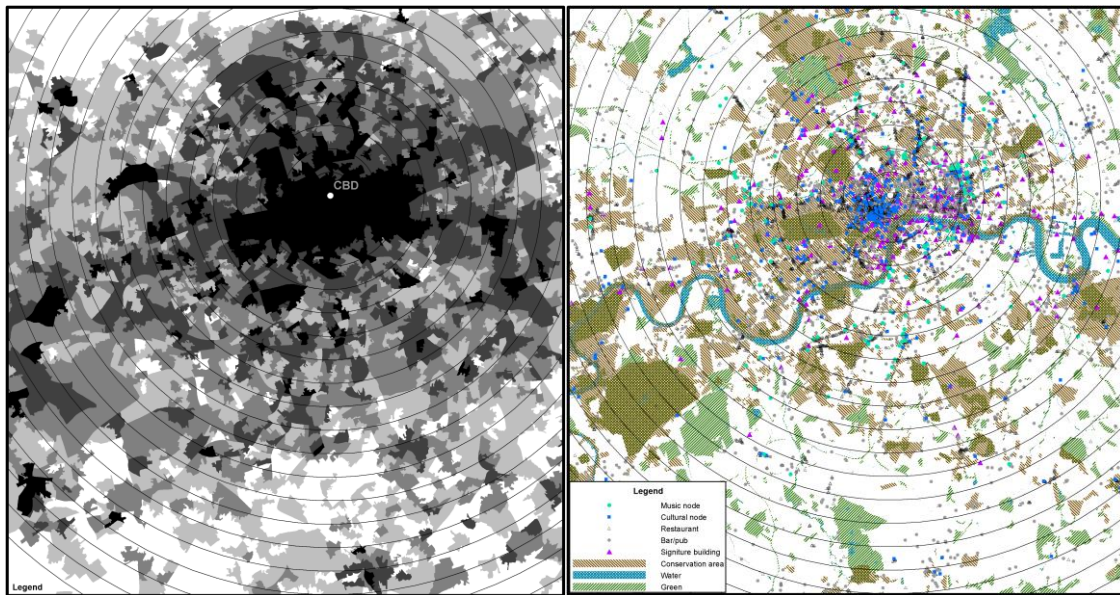 CBD
Legend
Legend
Music node
Cultural node
Restaurant
Bar/pub
Signiture building
Conservation area
Water
Green